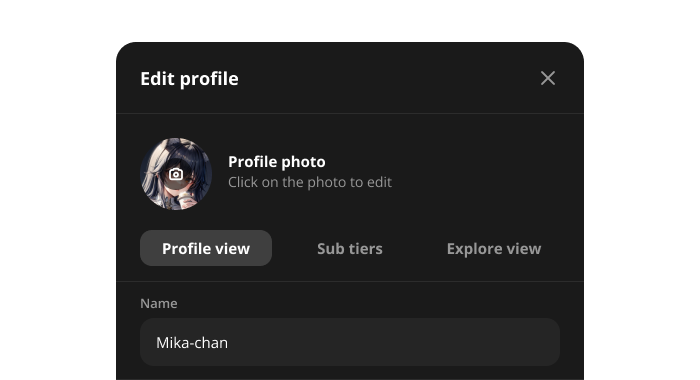 Edit profile
Profile photo
Click on the photo to edit
Profile view
Sub tiers
Explore view
Name
Mika-chan